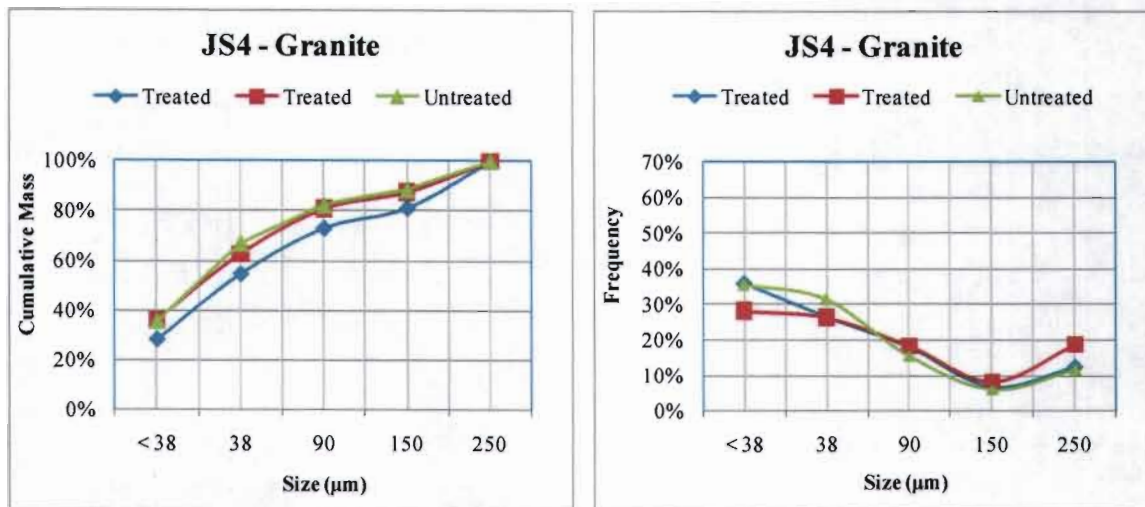 JS4 - Granite
Treated Treated Untreated
Cumulative Mass
100%
80%
60%
40%
20%
0%
<38 38 90 150 250
Size (µm)
JS4 - Granite
Treated Treated Untreated
Frequency
70%
60%
50%
40%
30%
20%
10%
0%
<38 38 90 150 250
Size (µm)